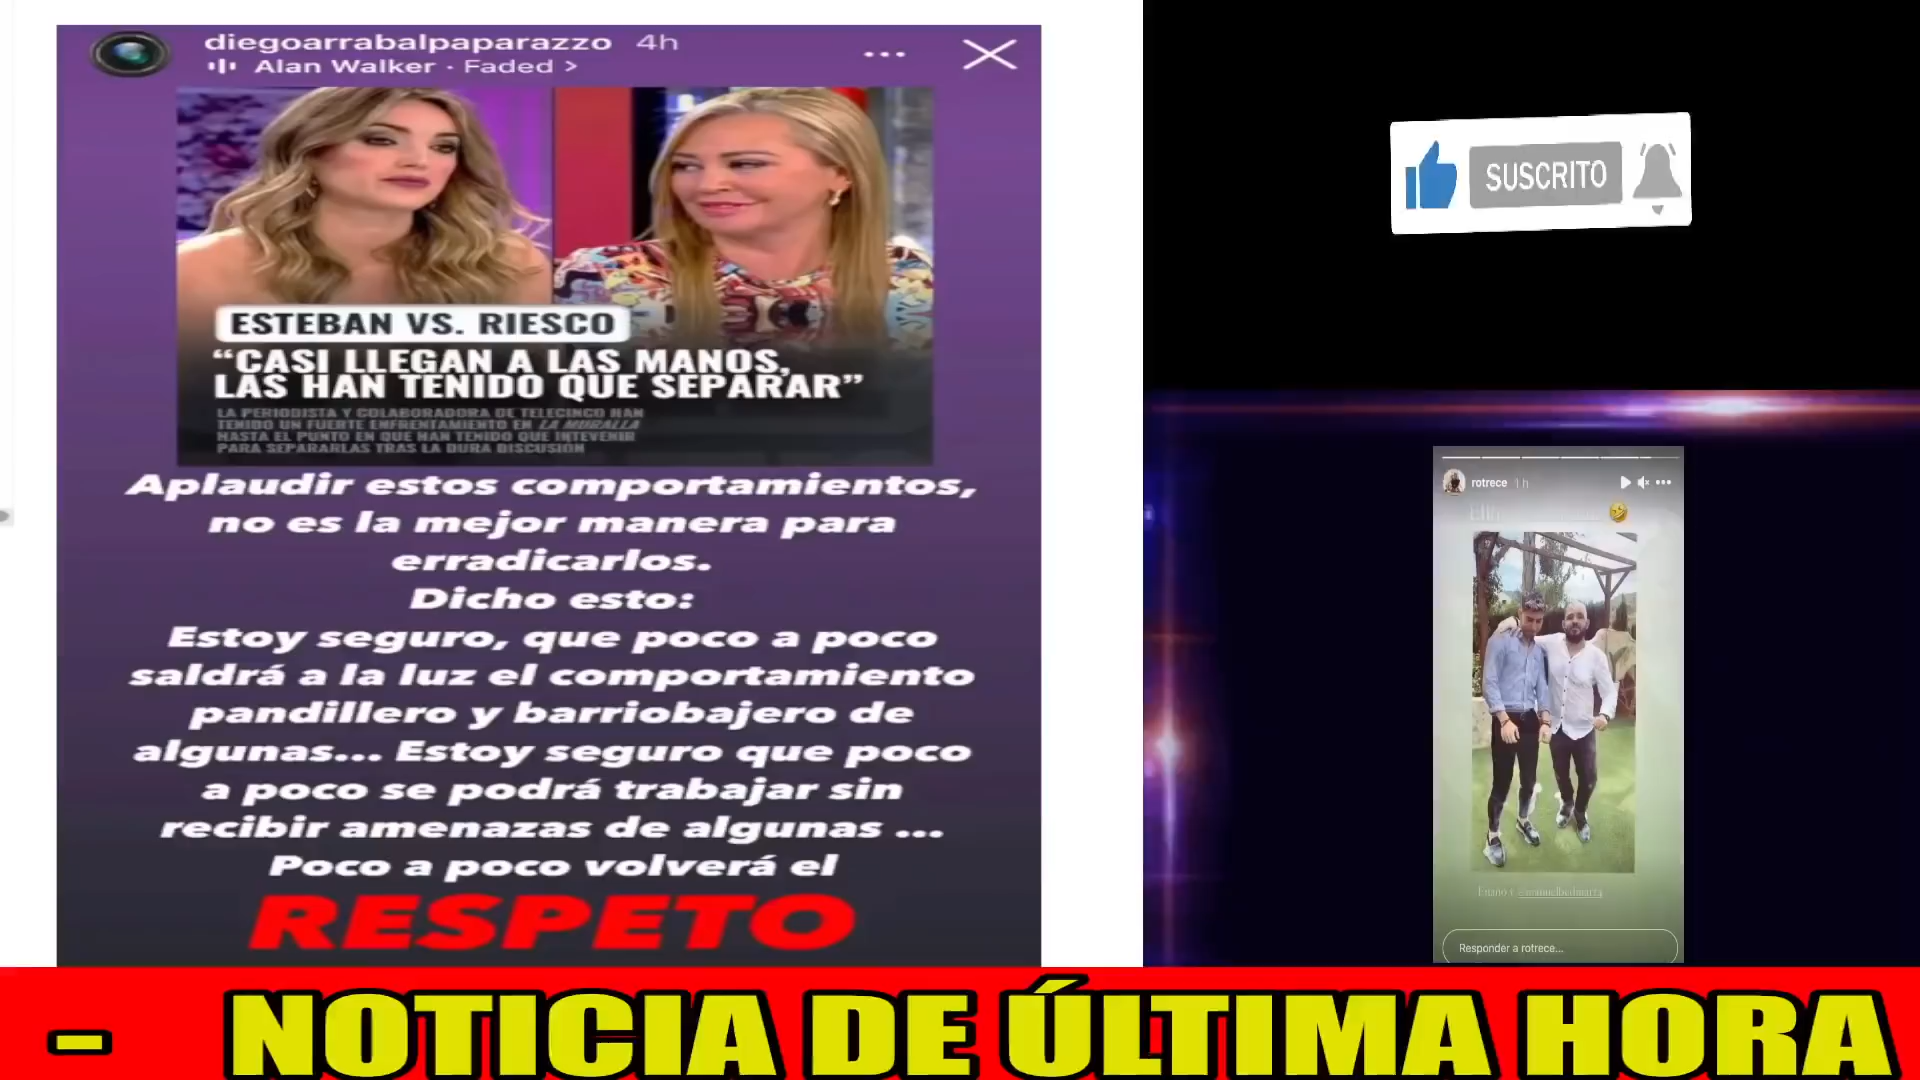 diegoarrabalpaparazzo 4h
Alan Walker · Faded >
ESTEBAN VS. RIESCO
“CASI LLEGAN A LAS MANOS,
LAS HAN TENIDO QUE SEPARAR”
LA PERIODISTA Y COLABORADORA DE TELECINCO HAN
TENIDO UN FUERTE ENFRENTAMIENTO EN LA MURALLA
HASTA EL PUNTO EN QUE HAN TENIDO QUE INTEVENIR
PARA SEPARARLAS TRAS LA DURA DISCUSIÓN
Aplaudir estos comportamientos,
no es la mejor manera para
erradicarlos.
Dicho esto:
Estoy seguro, que poco a poco
saldrá a la luz el comportamiento
pandillero y barriobajero de
algunas... Estoy seguro que poco
a poco se podrá trabajar sin
recibir amenazas de algunas ...
Poco a poco volverá el
RESPETO
SUSCRITO
rotrece 1 h
Responder a rotrece...
- NOTICIA DE ÚLTIMA HORA